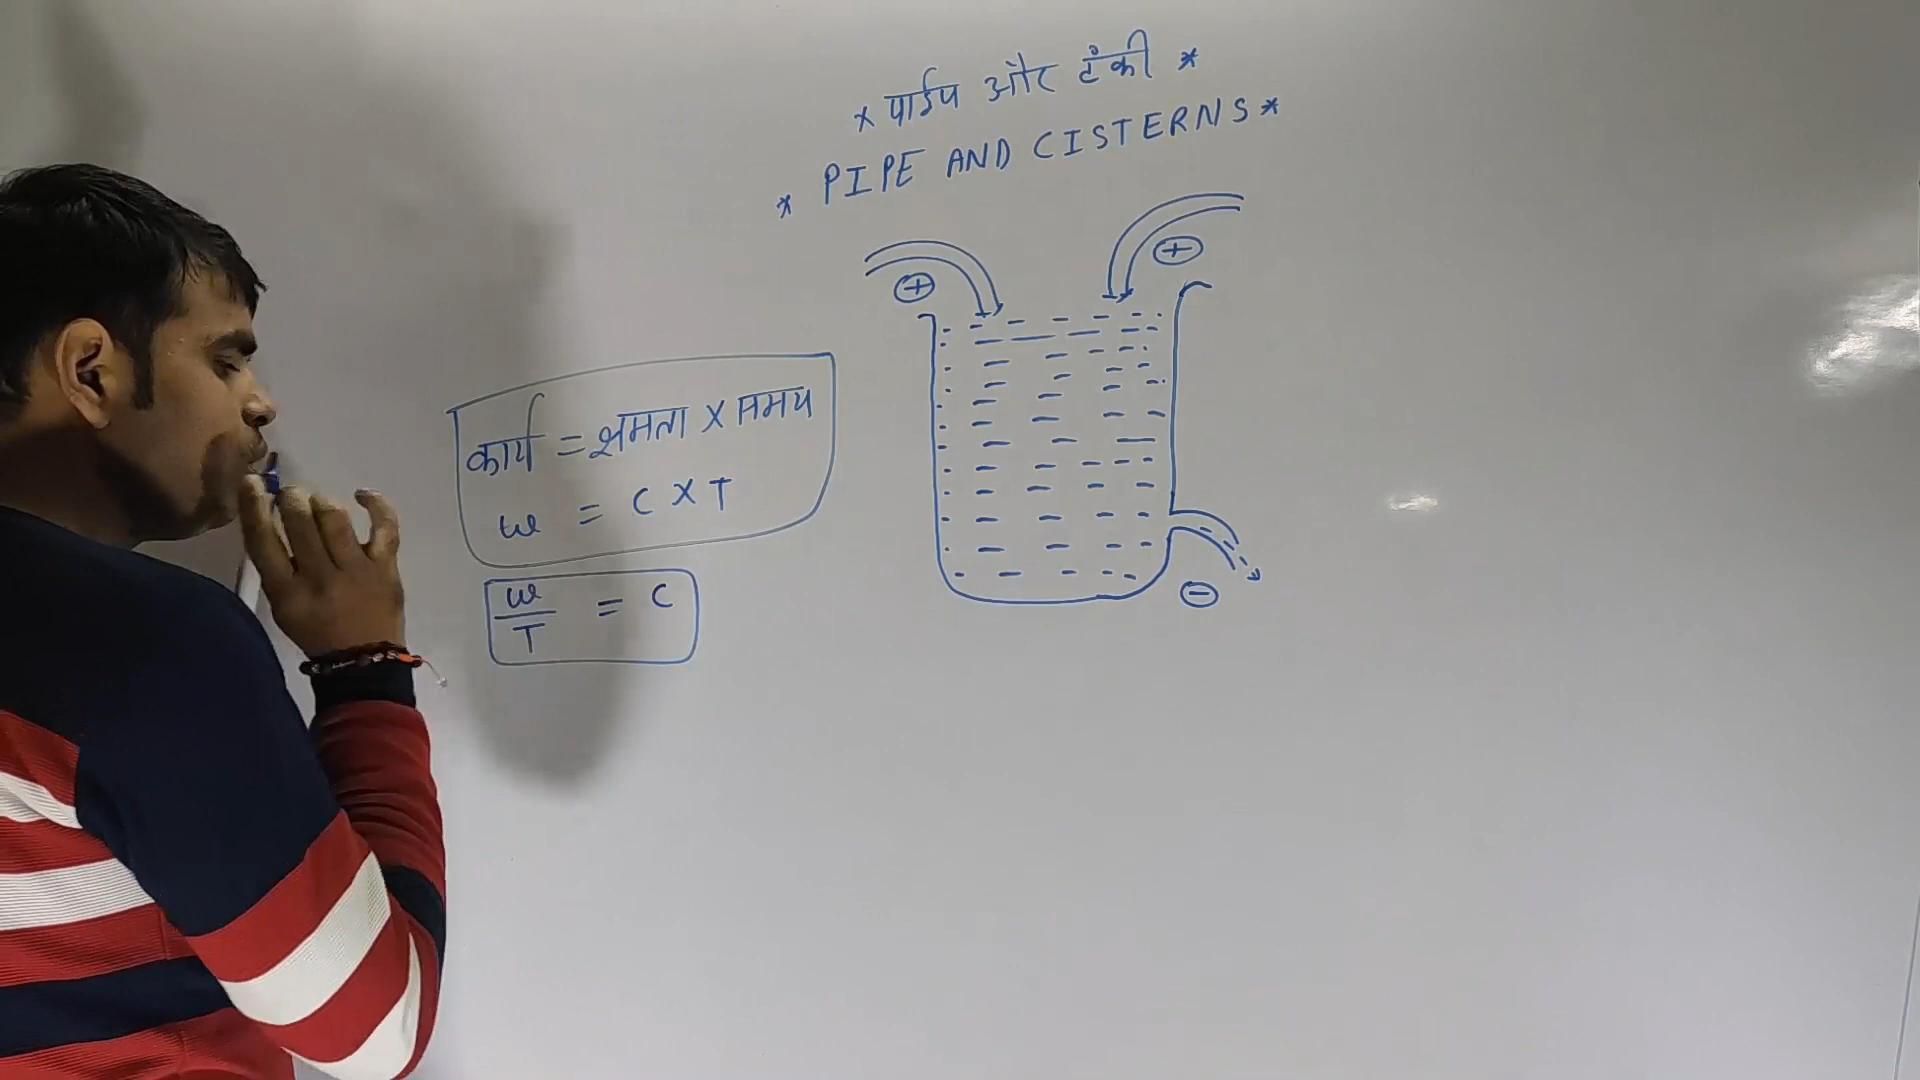 * पाईप और टंकी *
* PIPE AND CISTERNS *
+
+
कार्य = क्षमता × समय
W = C × T
W/T = C
-